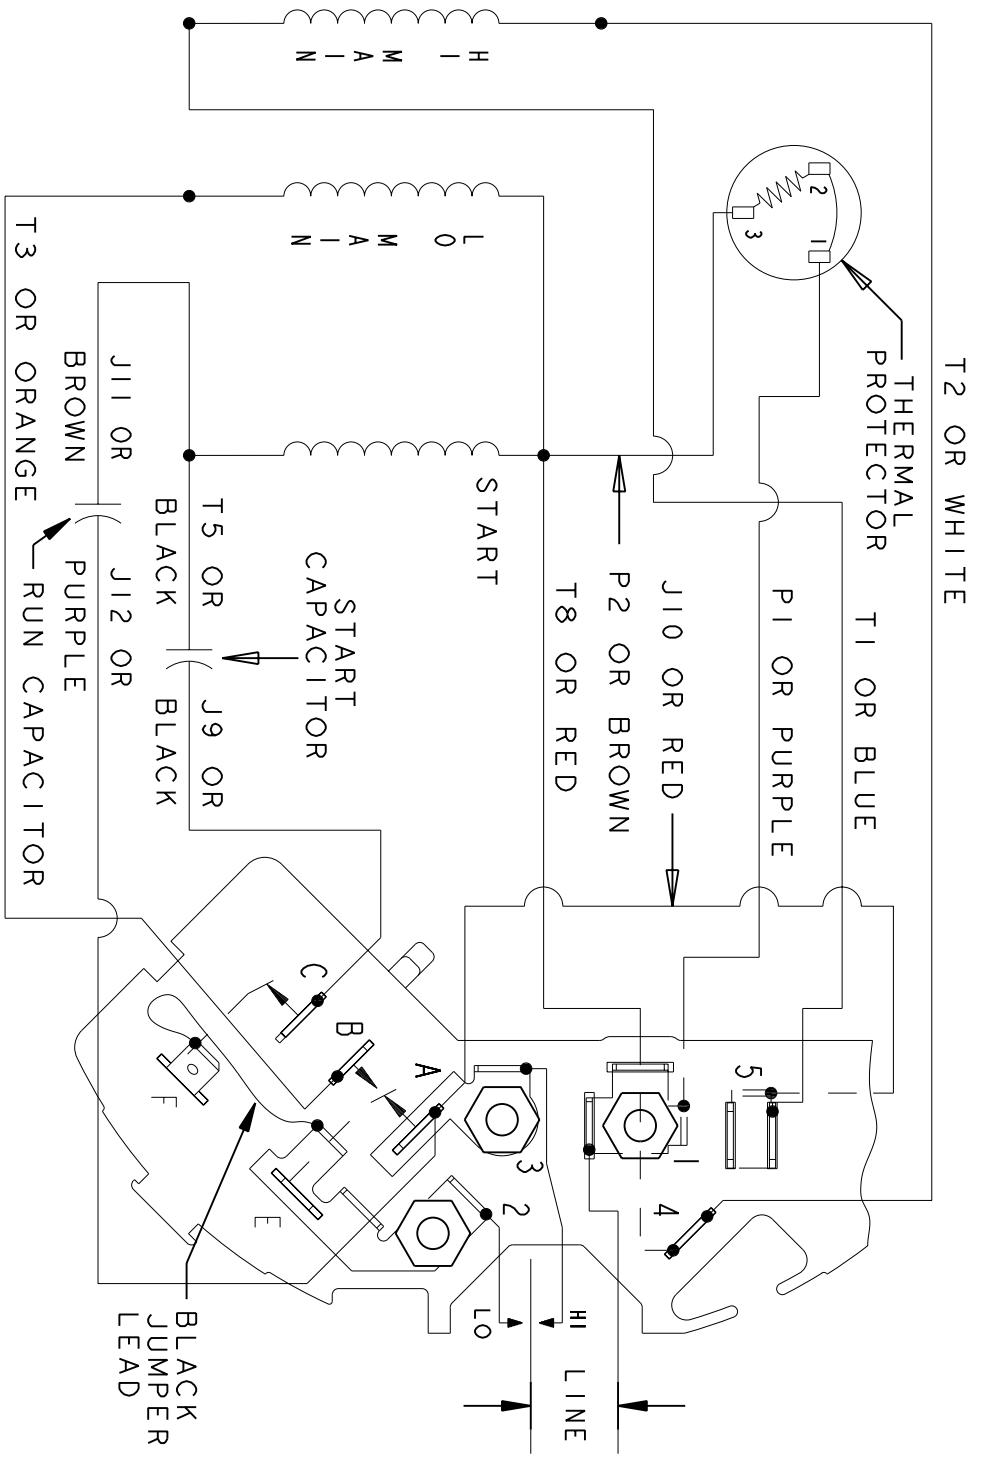 HI MAIN
LO MAIN
START
2
1
3
THERMAL
PROTECTOR
T2 OR WHITE
T1 OR BLUE
P1 OR PURPLE
J10 OR RED
P2 OR BROWN
T8 OR RED
START
CAPACITOR
T5 OR
BLACK
J9 OR
BLACK
J11 OR
BROWN
J12 OR
PURPLE
T3 OR ORANGE
RUN CAPACITOR
5
1
4
3
2
A
B
C
E
F
HI
LO
LINE
BLACK
JUMPER
LEAD